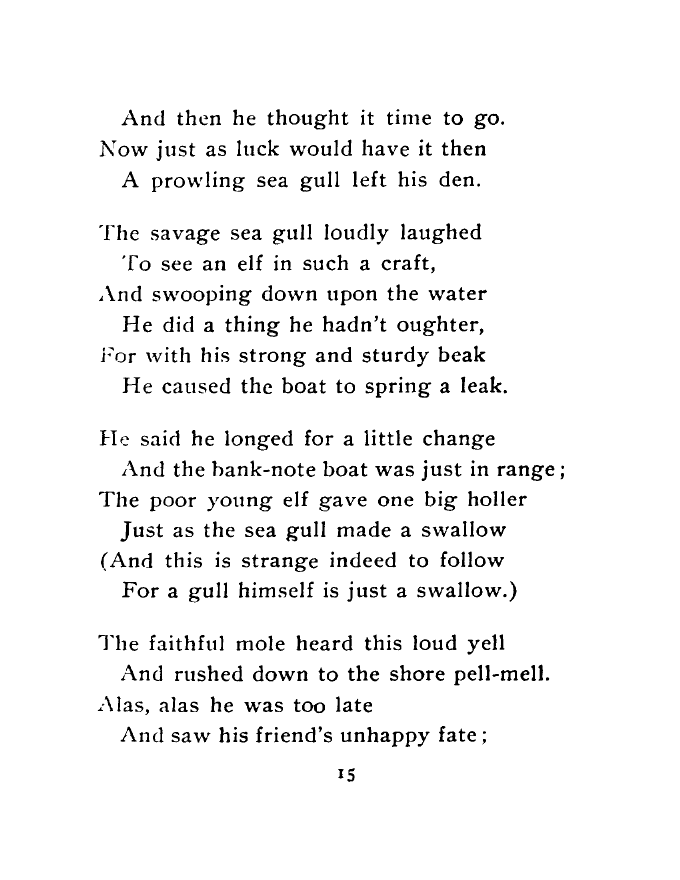 And then he thought it time to go.
Now just as luck would have it then
A prowling sea gull left his den.
The savage sea gull loudly laughed
To see an elf in such a craft,
And swooping down upon the water
He did a thing he hadn't oughter,
For with his strong and sturdy beak
He caused the boat to spring a leak.
He said he longed for a little change
And the bank-note boat was just in range;
The poor young elf gave one big holler
Just as the sea gull made a swallow
(And this is strange indeed to follow
For a gull himself is just a swallow.)
The faithful mole heard this loud yell
And rushed down to the shore pell-mell.
Alas, alas he was too late
And saw his friend's unhappy fate;
15